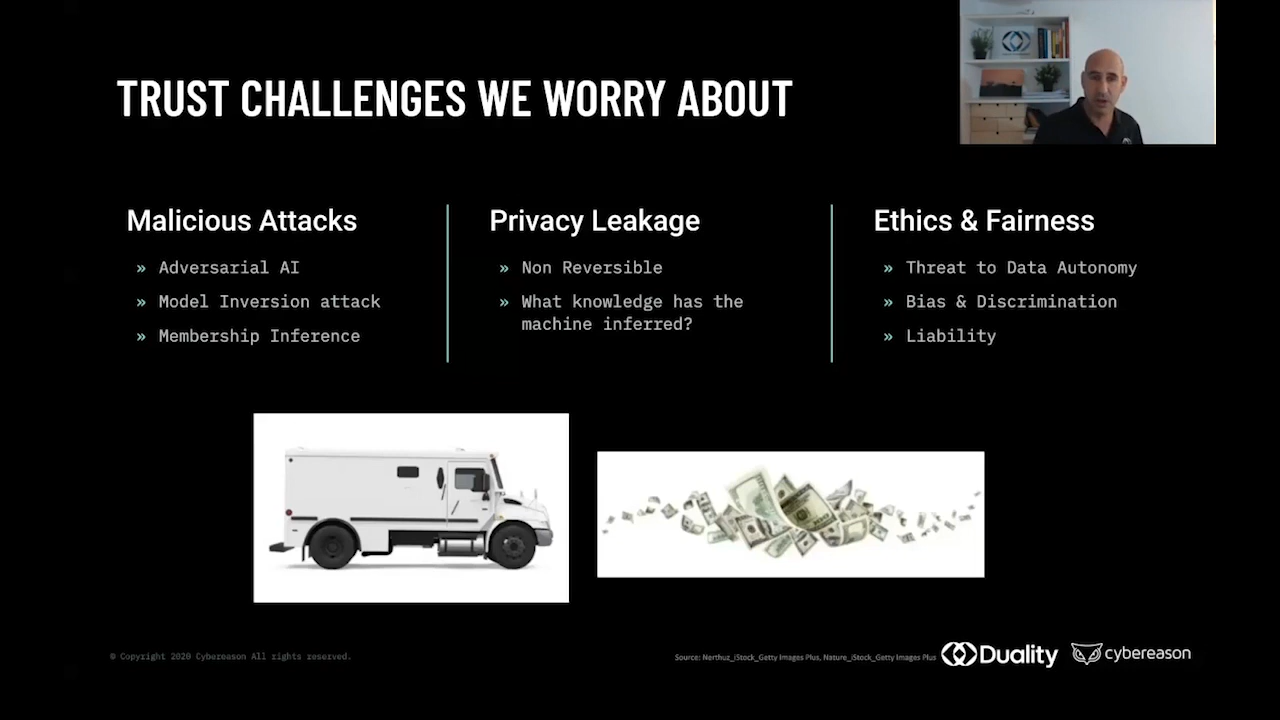 TRUST CHALLENGES WE WORRY ABOUT
Malicious Attacks
» Adversarial AI
» Model Inversion attack
» Membership Inference
Privacy Leakage
» Non Reversible
» What knowledge has the
machine inferred?
Ethics & Fairness
» Threat to Data Autonomy
» Bias & Discrimination
» Liability
© Copyright 2020 Cybereason All rights reserved.
Source: Nerthuz_iStock_Getty Images Plus, Nature_iStock_Getty Images Plus
Duality
cybereason